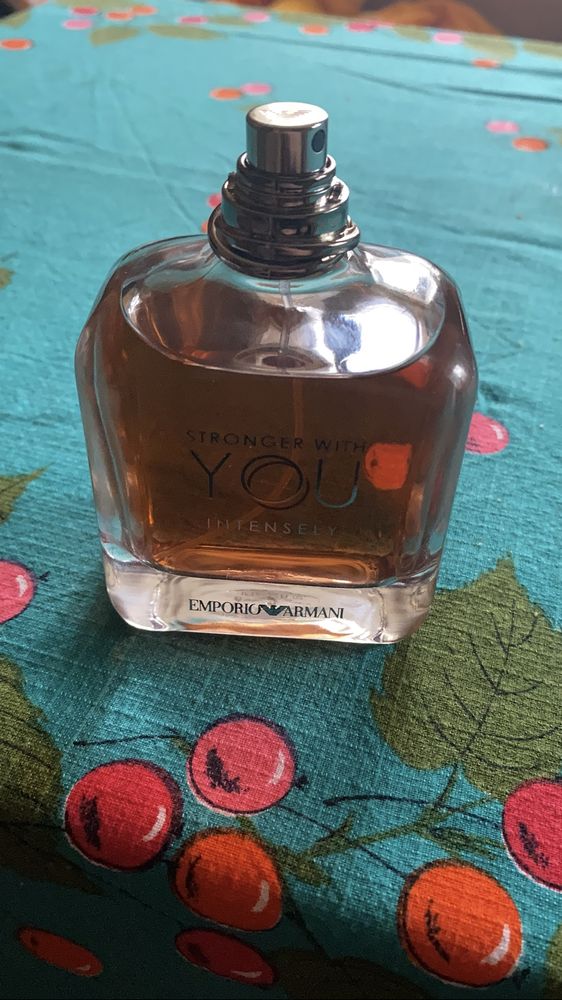 STRONGER WITH
YOU
INTENSELY
EMPORIO ARMANI